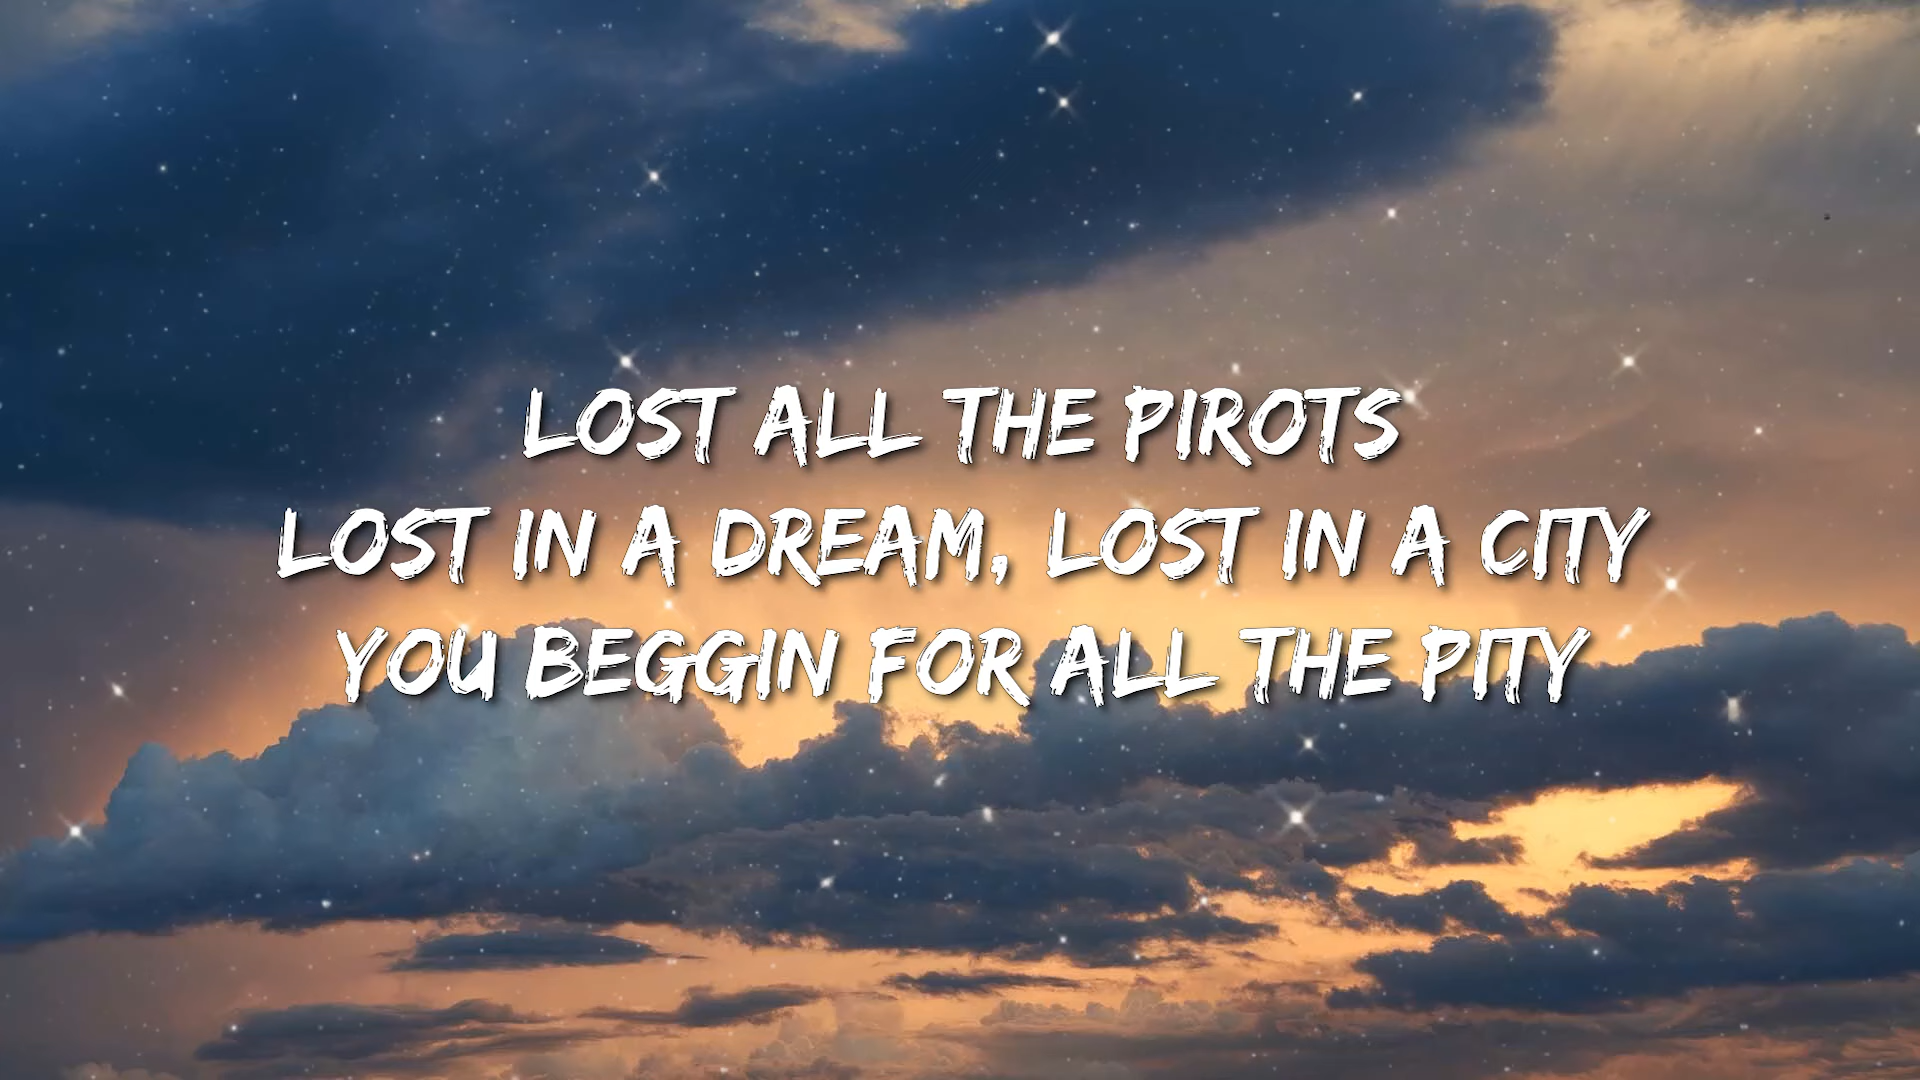 LOST ALL THE PIROTS
LOST IN A DREAM, LOST IN A CITY
YOU BEGGIN FOR ALL THE PITY